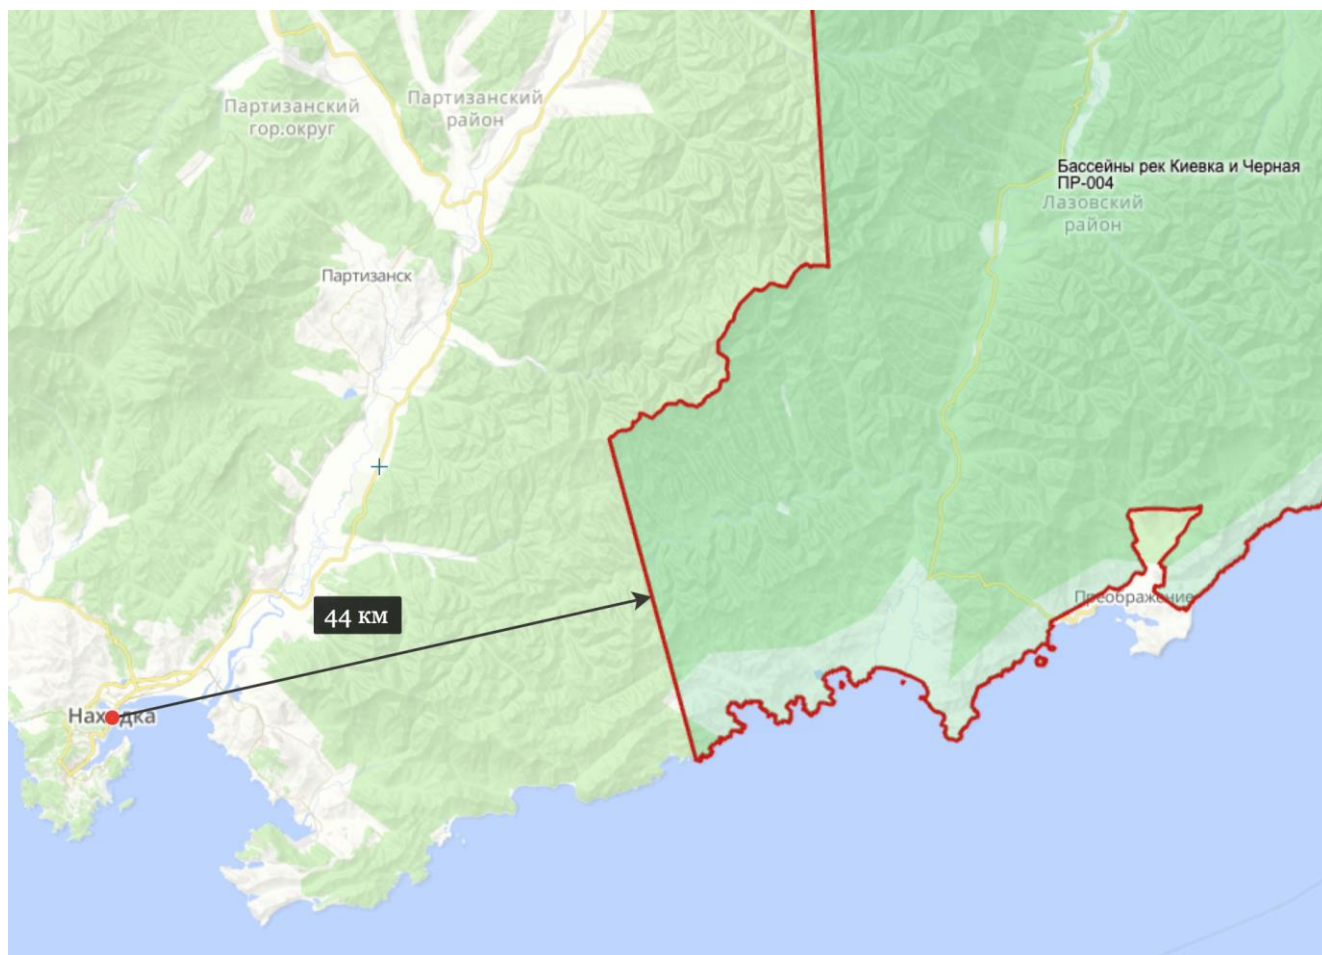 Партизанский
гор.округ
Партизанский
район
Бассейны рек Киевка и Черная
ПР-004
Лазовский
район
Партизанск
Преображение
44 км
Находка